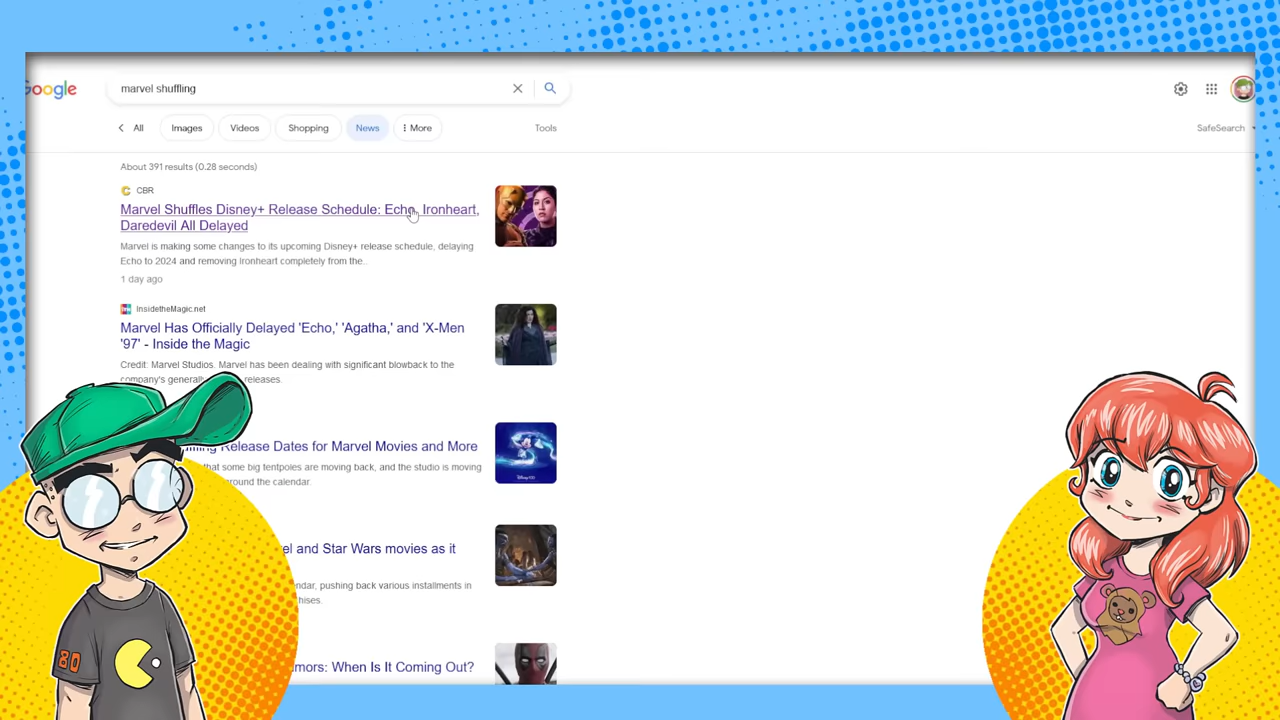 Google
marvel shuffling
All Images Videos Shopping News More Tools
SafeSearch
About 391 results (0.28 seconds)
CBR
Marvel Shuffles Disney+ Release Schedule: Echo, Ironheart,
Daredevil All Delayed
Marvel is making some changes to its upcoming Disney+ release schedule, delaying
Echo to 2024 and removing Ironheart completely from the..
1 day ago
InsidetheMagic.net
Marvel Has Officially Delayed 'Echo,' 'Agatha,' and 'X-Men
'97' - Inside the Magic
Credit: Marvel Studios. Marvel has been dealing with significant blowback to the
company's releases.
Release Dates for Marvel Movies and More
that some big tentpoles are moving back, and the studio is moving
around the calendar.
and Star Wars movies as it
pushing back various installments in
When Is It Coming Out?
80
DISNEY100